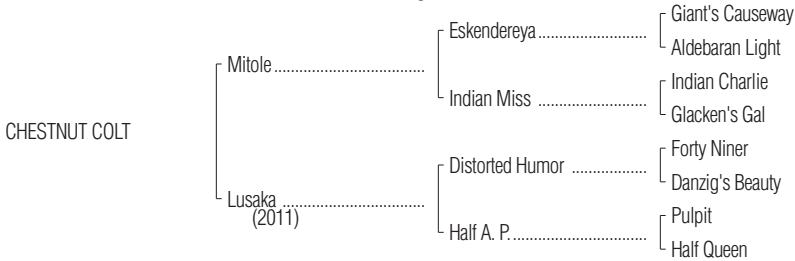 Giant's Causeway
Eskendereya
Aldebaran Light
Mitole
Indian Charlie
Indian Miss
Glacken's Gal
CHESTNUT COLT
Forty Niner
Distorted Humor
Danzig's Beauty
Lusaka
(2011)
Pulpit
Half A. P.
Half Queen